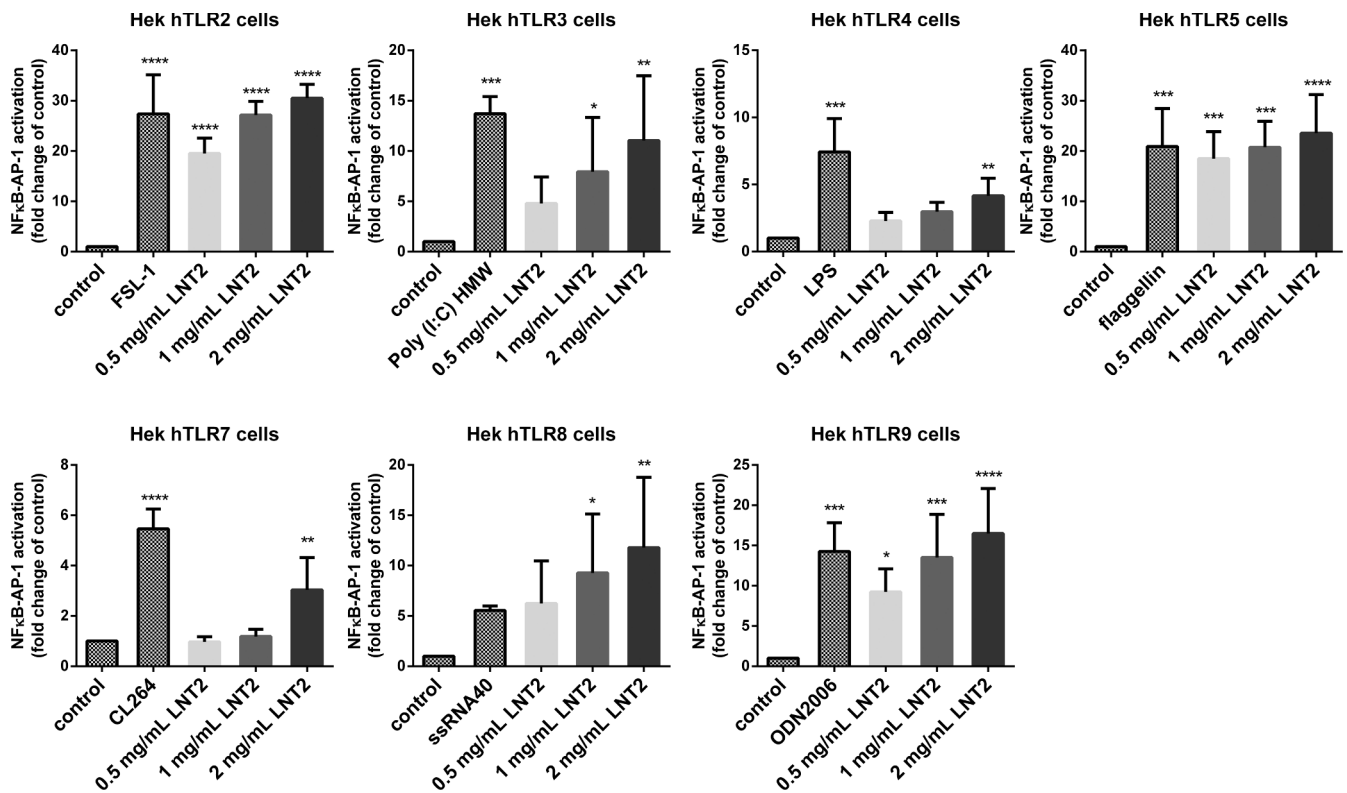 Hek hTLR2 cells
NFκB-AP-1 activation
(fold change of control)
40
30
20
10
0
****
****
****
****
control
FSL-1
0.5 mg/mL LNT2
1 mg/mL LNT2
2 mg/mL LNT2
Hek hTLR3 cells
NFκB-AP-1 activation
(fold change of control)
20
15
10
5
0
***
*
**
control
Poly (I:C) HMW
0.5 mg/mL LNT2
1 mg/mL LNT2
2 mg/mL LNT2
Hek hTLR4 cells
NFκB-AP-1 activation
(fold change of control)
15
10
5
0
***
**
control
LPS
0.5 mg/mL LNT2
1 mg/mL LNT2
2 mg/mL LNT2
Hek hTLR5 cells
NFκB-AP-1 activation
(fold change of control)
40
30
20
10
0
***
***
***
****
control
flaggellin
0.5 mg/mL LNT2
1 mg/mL LNT2
2 mg/mL LNT2
Hek hTLR7 cells
NFκB-AP-1 activation
(fold change of control)
8
6
4
2
0
****
**
control
CL264
0.5 mg/mL LNT2
1 mg/mL LNT2
2 mg/mL LNT2
Hek hTLR8 cells
NFκB-AP-1 activation
(fold change of control)
20
15
10
5
0
*
**
control
ssRNA40
0.5 mg/mL LNT2
1 mg/mL LNT2
2 mg/mL LNT2
Hek hTLR9 cells
NFκB-AP-1 activation
(fold change of control)
25
20
15
10
5
0
***
*
***
****
control
ODN2006
0.5 mg/mL LNT2
1 mg/mL LNT2
2 mg/mL LNT2